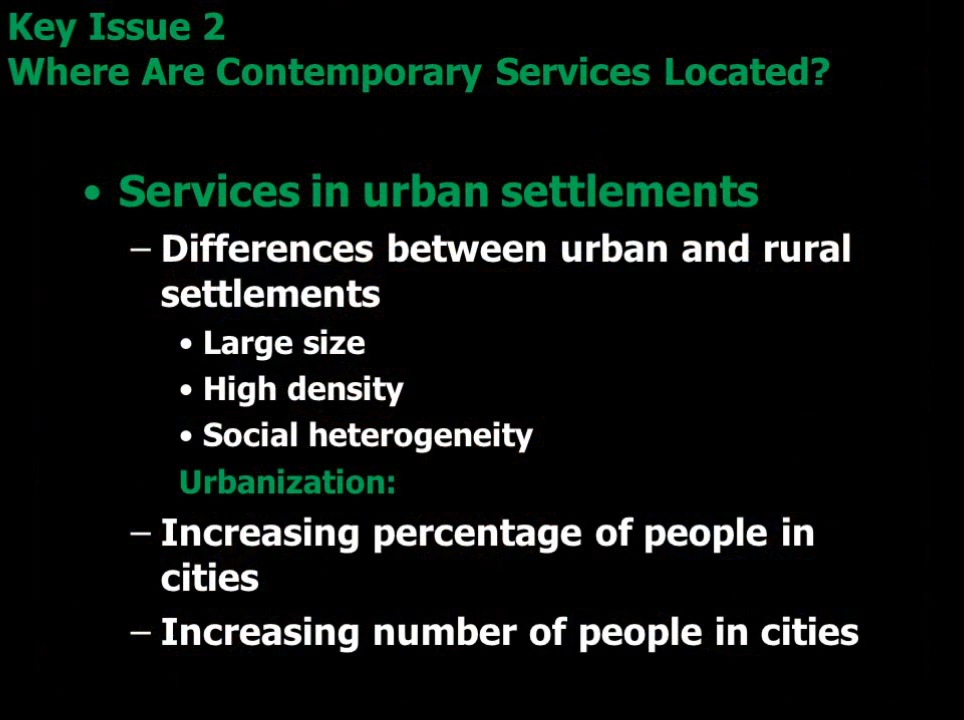 Key Issue 2
Where Are Contemporary Services Located?
• Services in urban settlements
– Differences between urban and rural
settlements
• Large size
• High density
• Social heterogeneity
Urbanization:
– Increasing percentage of people in
cities
– Increasing number of people in cities